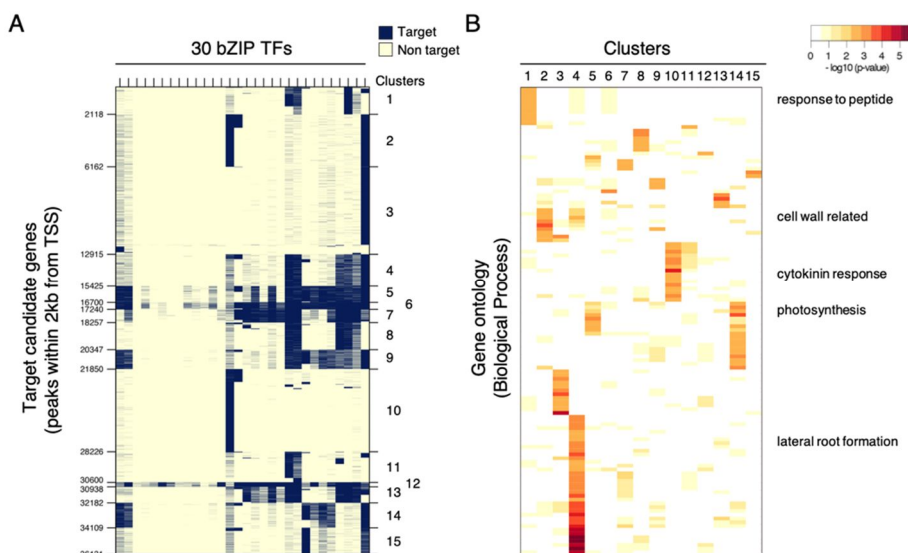 A
30 bZIP TFs
Target
Non target
Clusters
Target candidate genes
(peaks within 2kb from TSS)
2118
6162
12915
15425
16700
17240
18257
20347
21850
28226
30600
30938
32182
34109
1
2
3
4
5
6
7
8
9
10
11
12
13
14
15
B
Clusters
1 2 3 4 5 6 7 8 9 10 11 12 13 14 15
0 1 2 3 4 5
- log10 (p-value)
Gene ontology
(Biological Process)
response to peptide
cell wall related
cytokinin response
photosynthesis
lateral root formation